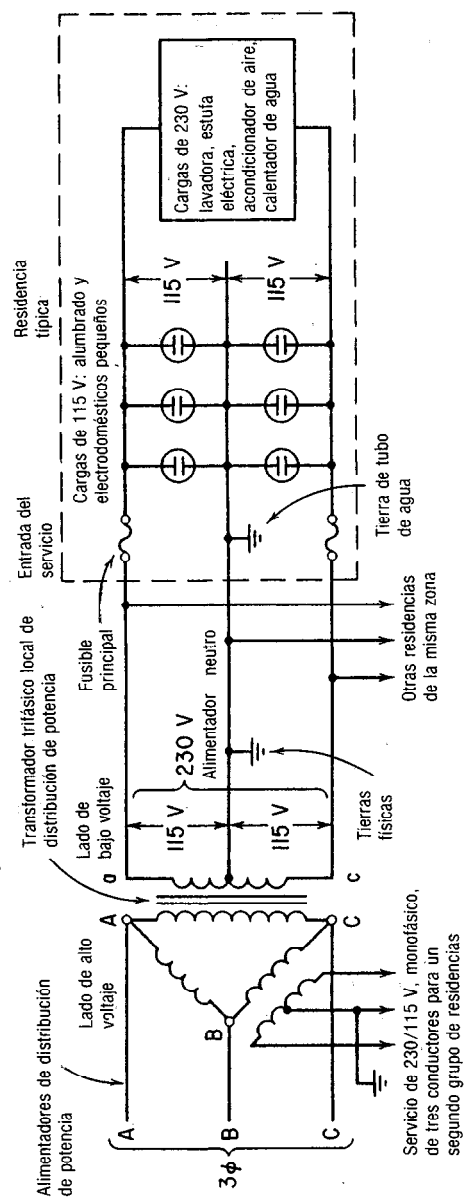 Alimentadores de distribución
de potencia
3ϕ
A
B
C
Lado de alto
voltaje
A
B
C
Servicio de 230/115 V, monofásico,
de tres conductores para un
segundo grupo de residencias
Transformador trifásico local de
distribución de potencia
Lado de
bajo voltaje
a
c
115 V
115 V
230 V
Alimentador neutro
Tierras
físicas
Fusible
principal
Otras residencias
de la misma zona
Entrada del
servicio
Tierra de tubo
de agua
Residencia
típica
Cargas de 115 V: alumbrado y
electrodomésticos pequeños
115 V
115 V
Cargas de 230 V:
lavadora, estufa
eléctrica,
acondicionador de aire,
calentador de agua